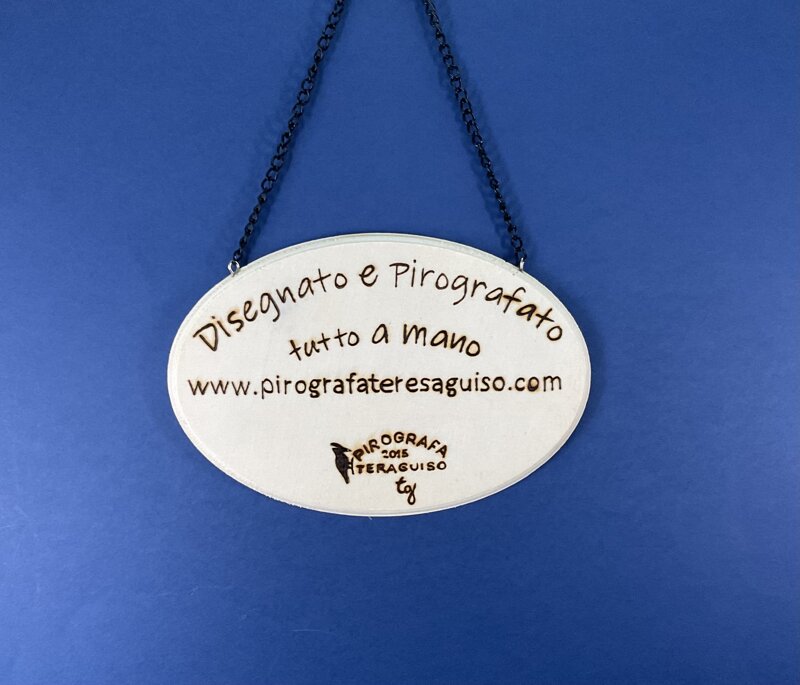 Disegnato e Pirografato
tutto a mano
www.pirografateresaguiso.com
PIROGRAFA
2015
TERAGUISO
tg